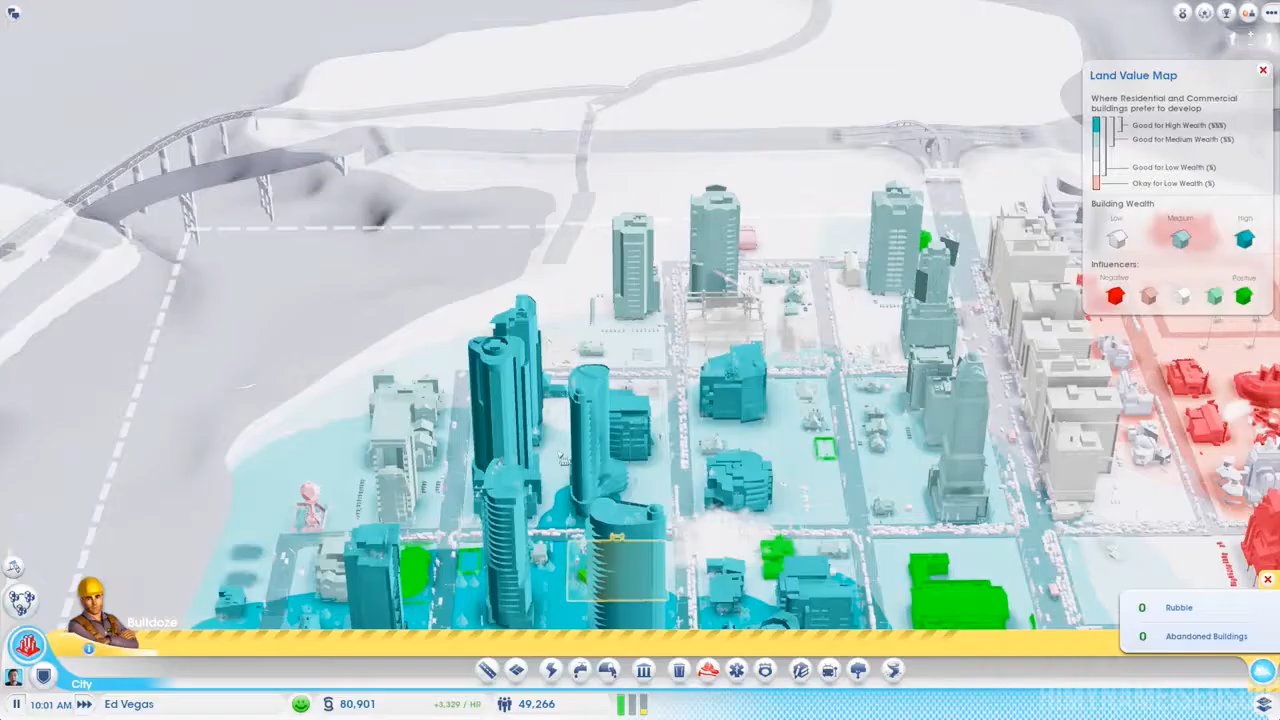 Land Value Map
Where Residential and Commercial
buildings prefer to develop
Good for High Wealth ($$$)
Good for Medium Wealth ($$)
Good for Low Wealth ($)
Okay for Low Wealth ($)
Building Wealth
Low Medium High
Influencers:
Negative Positive
0 Rubble
0 Abandoned Buildings
Bulldoze
City
10:01 AM Ed Vegas 80,901 +3,329 / HR 49,266